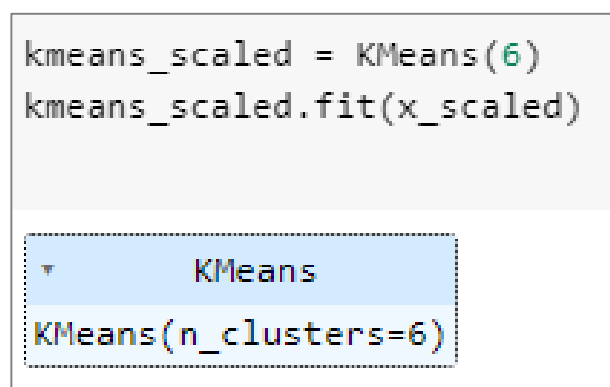 kmeans_scaled = KMeans(6)
kmeans_scaled.fit(x_scaled)
▾ KMeans
KMeans(n_clusters=6)